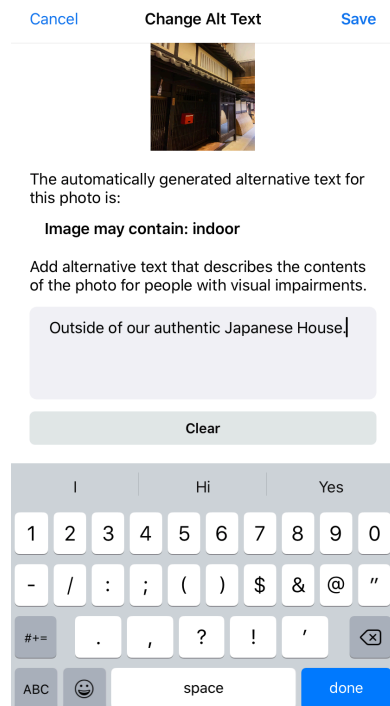 Cancel Change Alt Text Save
The automatically generated alternative text for
this photo is:
Image may contain: indoor
Add alternative text that describes the contents
of the photo for people with visual impairments.
Outside of our authentic Japanese House.
Clear
I Hi Yes
1 2 3 4 5 6 7 8 9 0
- / : ; ( ) $ & @ "
#+= . , ? ! '
ABC space done